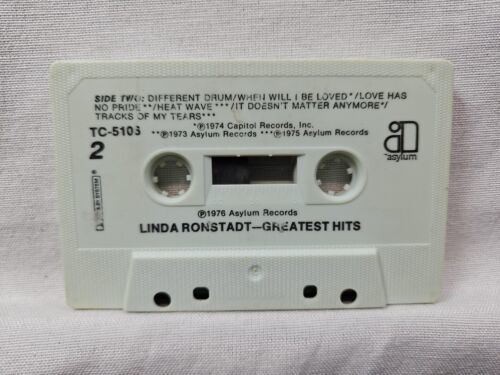 SIDE TWO: DIFFERENT DRUM/WHEN WILL I BE LOVED*/LOVE HAS
NO PRIDE**/HEAT WAVE***/IT DOESN'T MATTER ANYMORE*/
TRACKS OF MY TEARS***
*℗1974 Capitol Records, Inc.
TC-5106 **℗1973 Asylum Records ***℗1975 Asylum Records
2
asylum
℗1976 Asylum Records
LINDA RONSTADT—GREATEST HITS